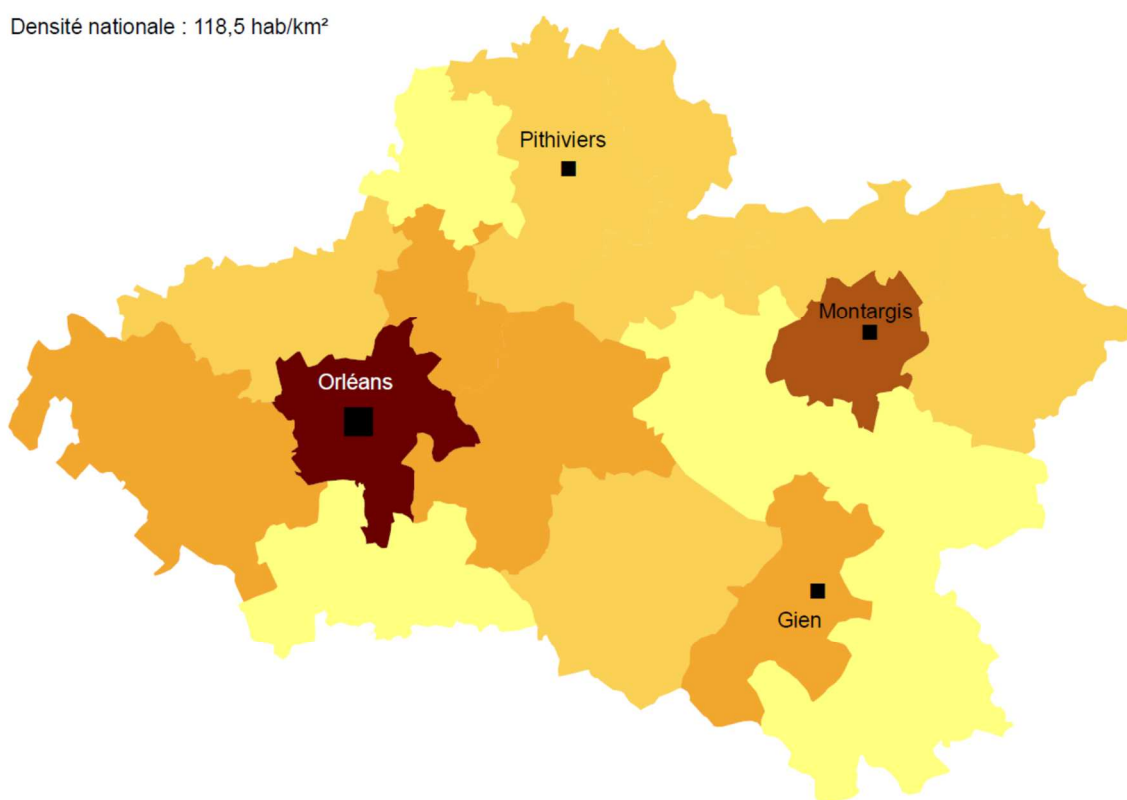 Densité nationale : 118,5 hab/km²
Pithiviers
Montargis
Orléans
Gien